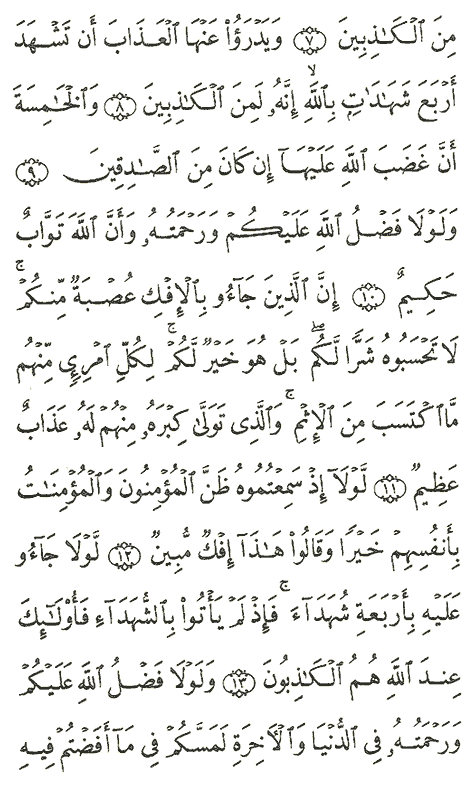 مِنَ ٱلۡكَـٰذِبِينَ ٧ وَيَدۡرَؤُاْ عَنۡهَا ٱلۡعَذَابَ أَن تَشۡهَدَ
أَرۡبَعَ شَهَـٰدَٰتِۭ بِٱللَّهِۙ إِنَّهُۥ لَمِنَ ٱلۡكَـٰذِبِينَ ٨ وَٱلۡخَـٰمِسَةَ
أَنَّ غَضَبَ ٱللَّهِ عَلَيۡهَآ إِن كَانَ مِنَ ٱلصَّـٰدِقِينَ ٩
وَلَوۡلَا فَضۡلُ ٱللَّهِ عَلَيۡكُمۡ وَرَحۡمَتُهُۥ وَأَنَّ ٱللَّهَ تَوَّابٌ
حَكِيمٌ ١٠ إِنَّ ٱلَّذِينَ جَآءُو بِٱلۡإِفۡكِ عُصۡبَةٌ مِّنكُمۡۚ
لَا تَحۡسَبُوهُ شَرًّا لَّكُمۖ بَلۡ هُوَ خَيۡرٌ لَّكُمۡۚ لِكُلِّ ٱمۡرِيٍٕ مِّنۡهُم
مَّا ٱكۡتَسَبَ مِنَ ٱلۡإِثۡمِۚ وَٱلَّذِى تَوَلَّىٰ كِبۡرَهُۥ مِنۡهُمۡ لَهُۥ عَذَابٌ
عَظِيمٌ ١١ لَّوۡلَآ إِذۡ سَمِعۡتُمُوهُ ظَنَّ ٱلۡمُؤۡمِنُونَ وَٱلۡمُؤۡمِنَـٰتُ
بِأَنفُسِهِمۡ خَيۡرًا وَقَالُواْ هَـٰذَآ إِفۡكٌ مُّبِينٌ ١٢ لَّوۡلَا جَآءُو
عَلَيۡهِ بِأَرۡبَعَةِ شُهَدَآءَۚ فَإِذۡ لَمۡ يَأۡتُواْ بِٱلشُّهَدَآءِ فَأُوْلَـٰٓئِكَ
عِندَ ٱللَّهِ هُمُ ٱلۡكَـٰذِبُونَ ١٣ وَلَوۡلَا فَضۡلُ ٱللَّهِ عَلَيۡكُمۡ
وَرَحۡمَتُهُۥ فِى ٱلدُّنۡيَا وَٱلۡأَخِرَةِ لَمَسَّكُمۡ فِى مَآ أَفَضۡتُمۡ فِيهِ